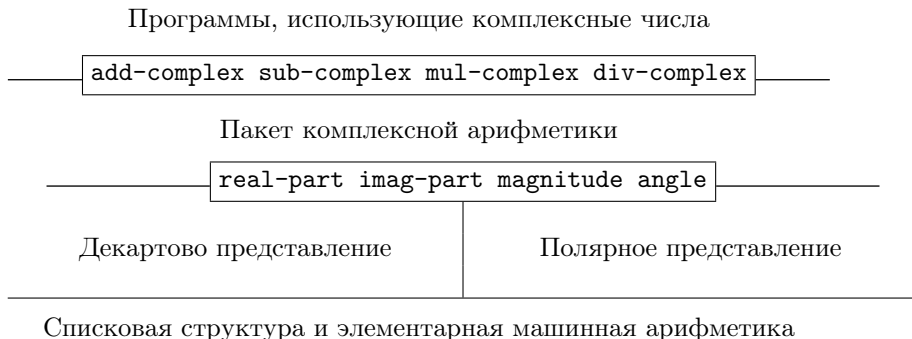 Программы, использующие комплексные числа
add-complex sub-complex mul-complex div-complex
Пакет комплексной арифметики
real-part imag-part magnitude angle
Декартово представление
Полярное представление
Списковая структура и элементарная машинная арифметика